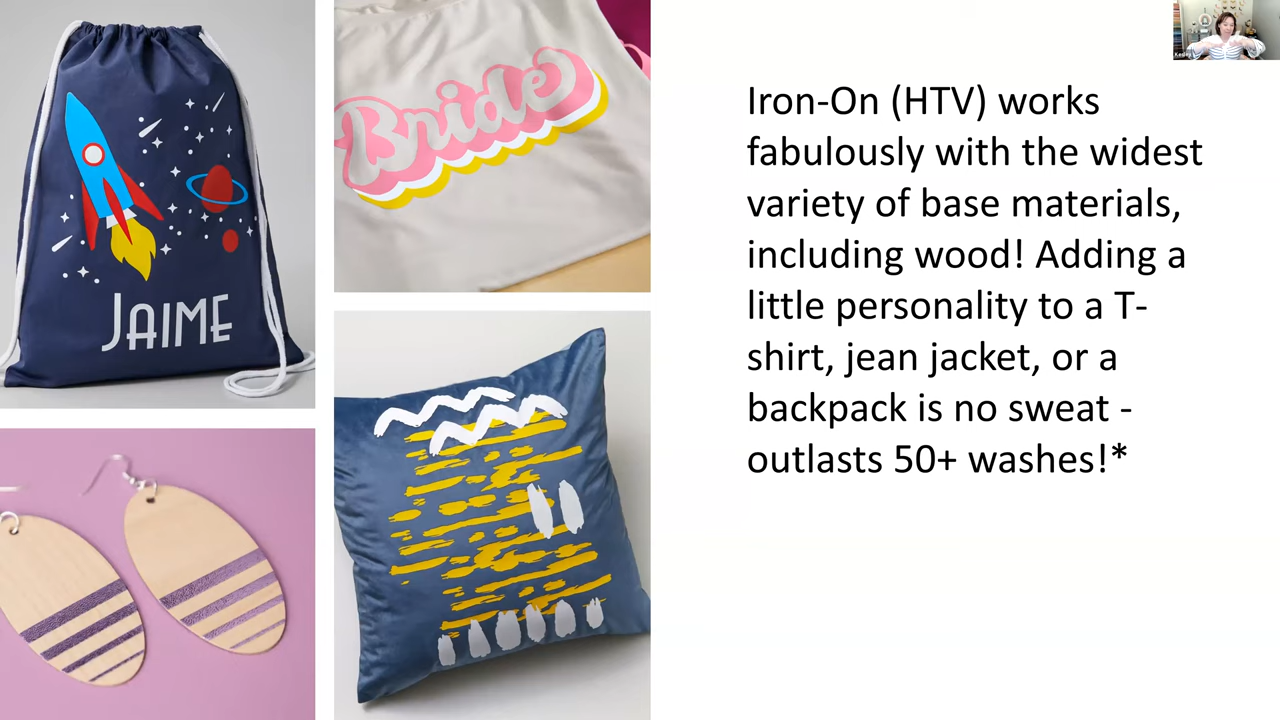 JAIME
Bride
Iron-On (HTV) works
fabulously with the widest
variety of base materials,
including wood! Adding a
little personality to a T-
shirt, jean jacket, or a
backpack is no sweat -
outlasts 50+ washes!*